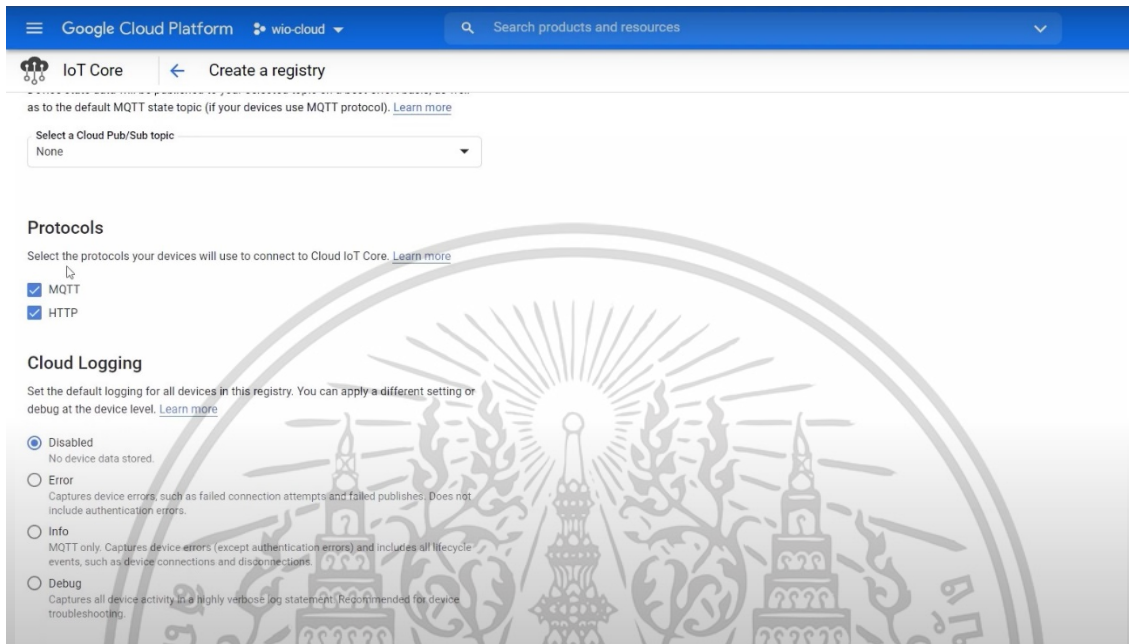 Google Cloud Platform wio-cloud Search products and resources
IoT Core Create a registry
as to the default MQTT state topic (if your devices use MQTT protocol). Learn more
Select a Cloud Pub/Sub topic
None
Protocols
Select the protocols your devices will use to connect to Cloud IoT Core. Learn more
MQTT
HTTP
Cloud Logging
Set the default logging for all devices in this registry. You can apply a different setting or
debug at the device level. Learn more
Disabled
No device data stored.
Error
Captures device errors, such as failed connection attempts and failed publishes. Does not
include authentication errors.
Info
MQTT only. Captures device errors (except authentication errors) and includes all lifecycle
events, such as device connections and disconnections.
Debug
Captures all device activity in a highly verbose log statement. Recommended for device
troubleshooting.